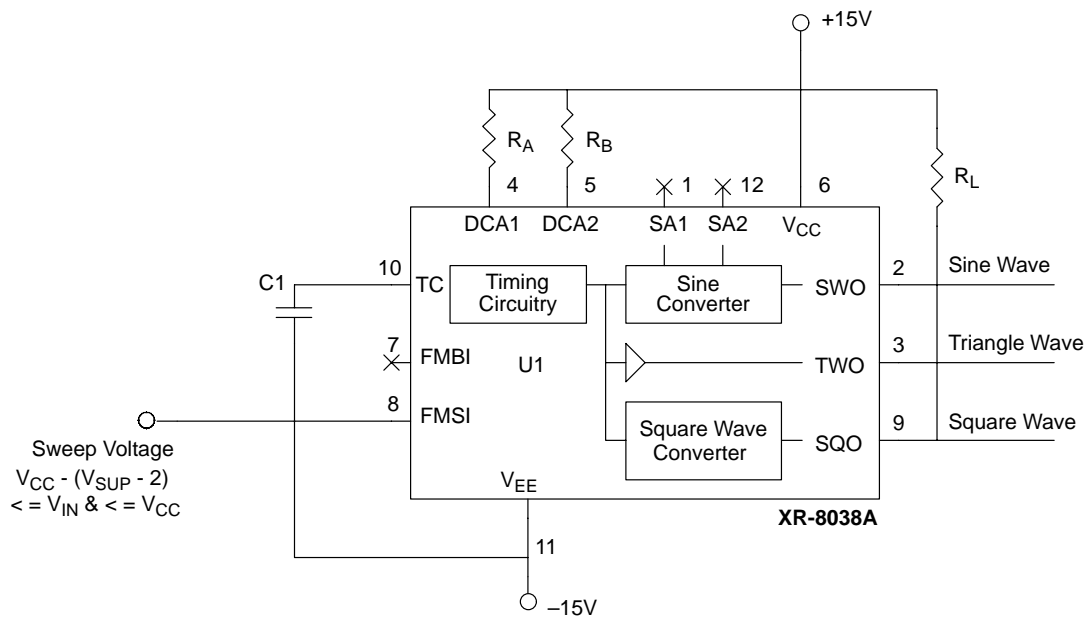 +15V
R_A
R_B
R_L
4
5
1
12
6
DCA1
DCA2
SA1
SA2
V_CC
10
C1
TC
Timing
Circuitry
Sine
Converter
SWO
2
Sine Wave
7
FMBI
U1
TWO
3
Triangle Wave
8
FMSI
Square Wave
Converter
SQO
9
Square Wave
Sweep Voltage
V_CC - (V_SUP - 2)
< = V_IN & < = V_CC
V_EE
XR-8038A
11
–15V